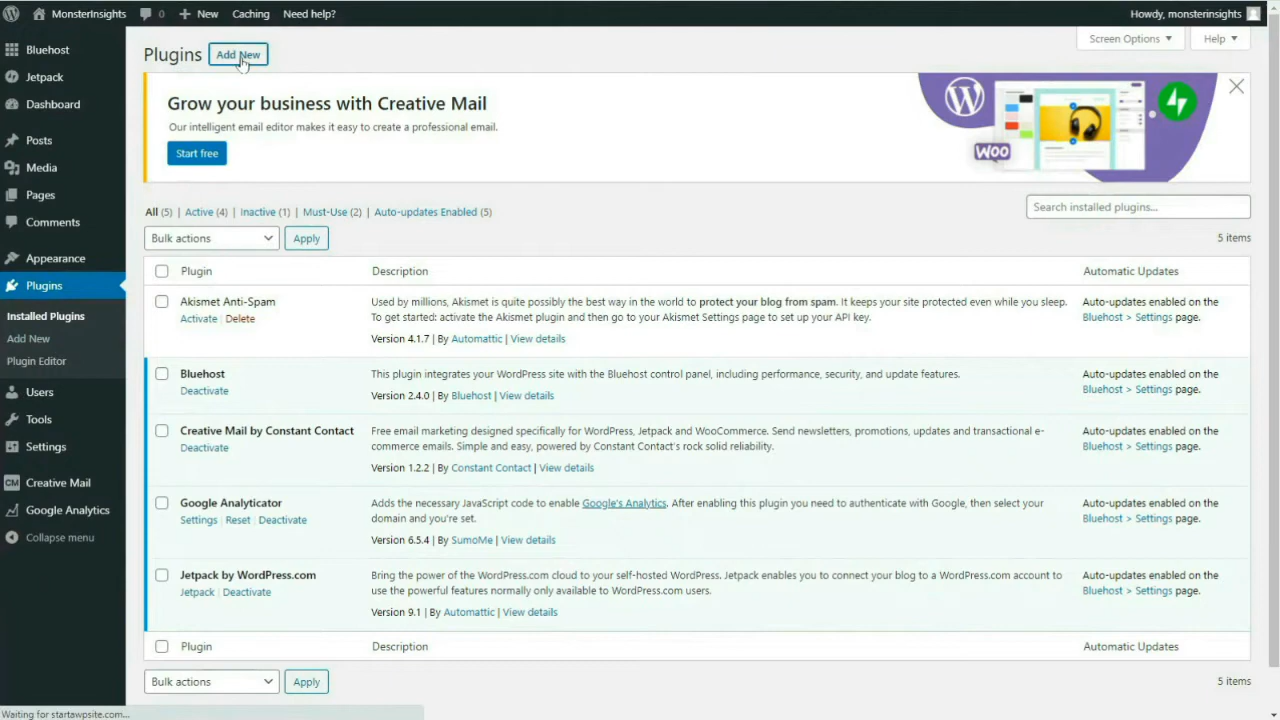 MonsterInsights 0 New Caching Need help? Howdy, monsterinsights
Screen Options Help
Bluehost
Jetpack
Dashboard
Posts
Media
Pages
Comments
Appearance
Plugins
Installed Plugins
Add New
Plugin Editor
Users
Tools
Settings
CM Creative Mail
Google Analytics
Collapse menu
Plugins Add New
Grow your business with Creative Mail
Our intelligent email editor makes it easy to create a professional email.
Start free
WOO
All (5) | Active (4) | Inactive (1) | Must-Use (2) | Auto-updates Enabled (5)
Search installed plugins...
Bulk actions Apply
5 items
Plugin Description Automatic Updates
Akismet Anti-Spam
Activate | Delete
Used by millions, Akismet is quite possibly the best way in the world to protect your blog from spam. It keeps your site protected even while you sleep.
To get started: activate the Akismet plugin and then go to your Akismet Settings page to set up your API key.
Version 4.1.7 | By Automattic | View details
Auto-updates enabled on the
Bluehost > Settings page.
Bluehost
Deactivate
This plugin integrates your WordPress site with the Bluehost control panel, including performance, security, and update features.
Version 2.4.0 | By Bluehost | View details
Auto-updates enabled on the
Bluehost > Settings page.
Creative Mail by Constant Contact
Deactivate
Free email marketing designed specifically for WordPress, Jetpack and WooCommerce. Send newsletters, promotions, updates and transactional e-
commerce emails. Simple and easy, powered by Constant Contact's rock solid reliability.
Version 1.2.2 | By Constant Contact | View details
Auto-updates enabled on the
Bluehost > Settings page.
Google Analyticator
Settings | Reset | Deactivate
Adds the necessary JavaScript code to enable Google's Analytics. After enabling this plugin you need to authenticate with Google, then select your
domain and you're set.
Version 6.5.4 | By SumoMe | View details
Auto-updates enabled on the
Bluehost > Settings page.
Jetpack by WordPress.com
Jetpack | Deactivate
Bring the power of the WordPress.com cloud to your self-hosted WordPress. Jetpack enables you to connect your blog to a WordPress.com account to
use the powerful features normally only available to WordPress.com users.
Version 9.1 | By Automattic | View details
Auto-updates enabled on the
Bluehost > Settings page.
Plugin Description Automatic Updates
Bulk actions Apply
5 items
Waiting for startawpsite.com...